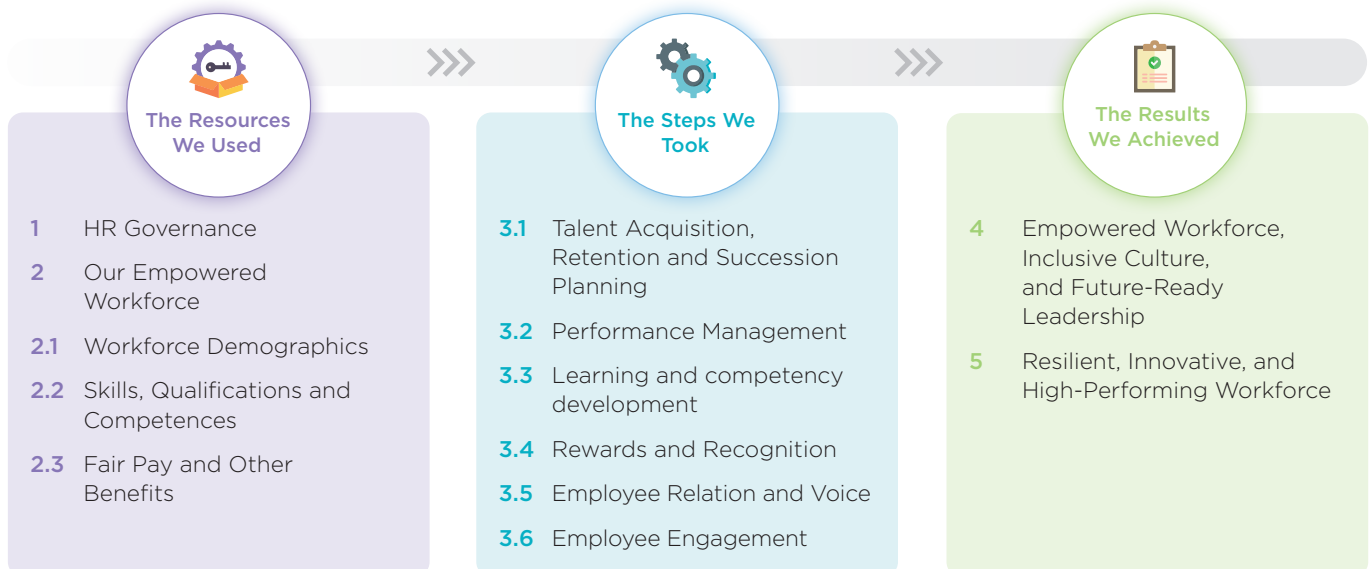 The Resources
We Used
1 HR Governance
2 Our Empowered
Workforce
2.1 Workforce Demographics
2.2 Skills, Qualifications and
Competences
2.3 Fair Pay and Other
Benefits
The Steps We
Took
3.1 Talent Acquisition,
Retention and Succession
Planning
3.2 Performance Management
3.3 Learning and competency
development
3.4 Rewards and Recognition
3.5 Employee Relation and Voice
3.6 Employee Engagement
The Results
We Achieved
4 Empowered Workforce,
Inclusive Culture,
and Future-Ready
Leadership
5 Resilient, Innovative, and
High-Performing Workforce